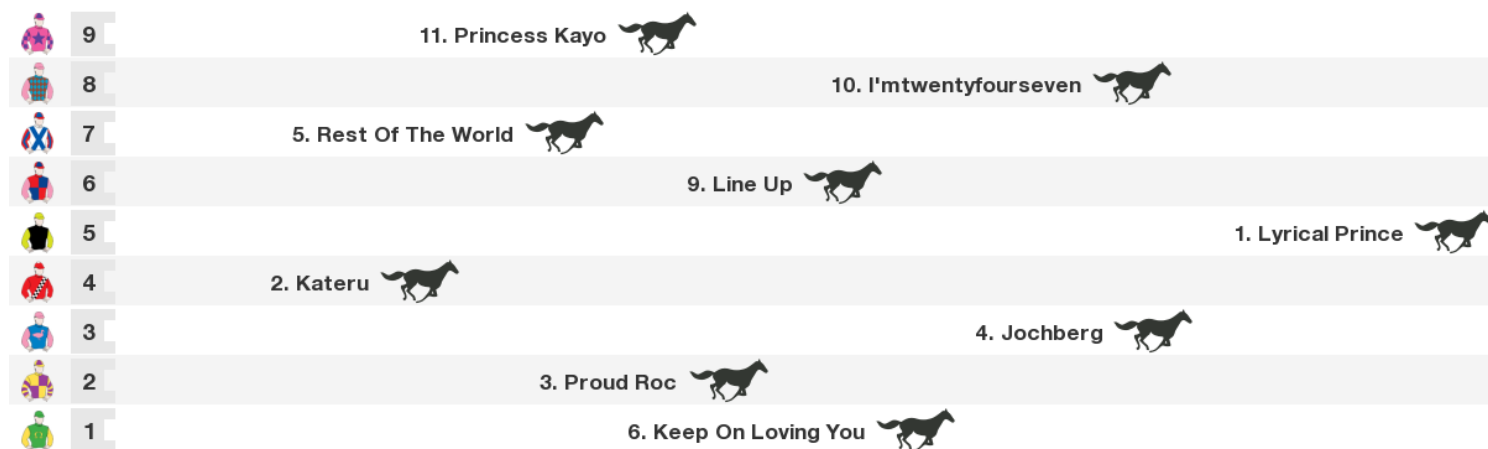 9 11. Princess Kayo
8 10. I'mtwentyfourseven
7 5. Rest Of The World
6 9. Line Up
5 1. Lyrical Prince
4 2. Kateru
3 4. Jochberg
2 3. Proud Roc
1 6. Keep On Loving You